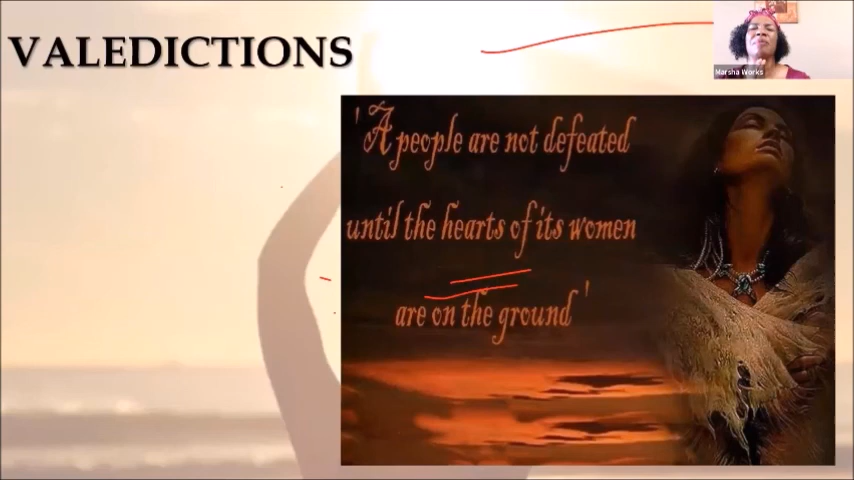 VALEDICTIONS
Marsha Works
'A people are not defeated
until the hearts of its women
are on the ground'